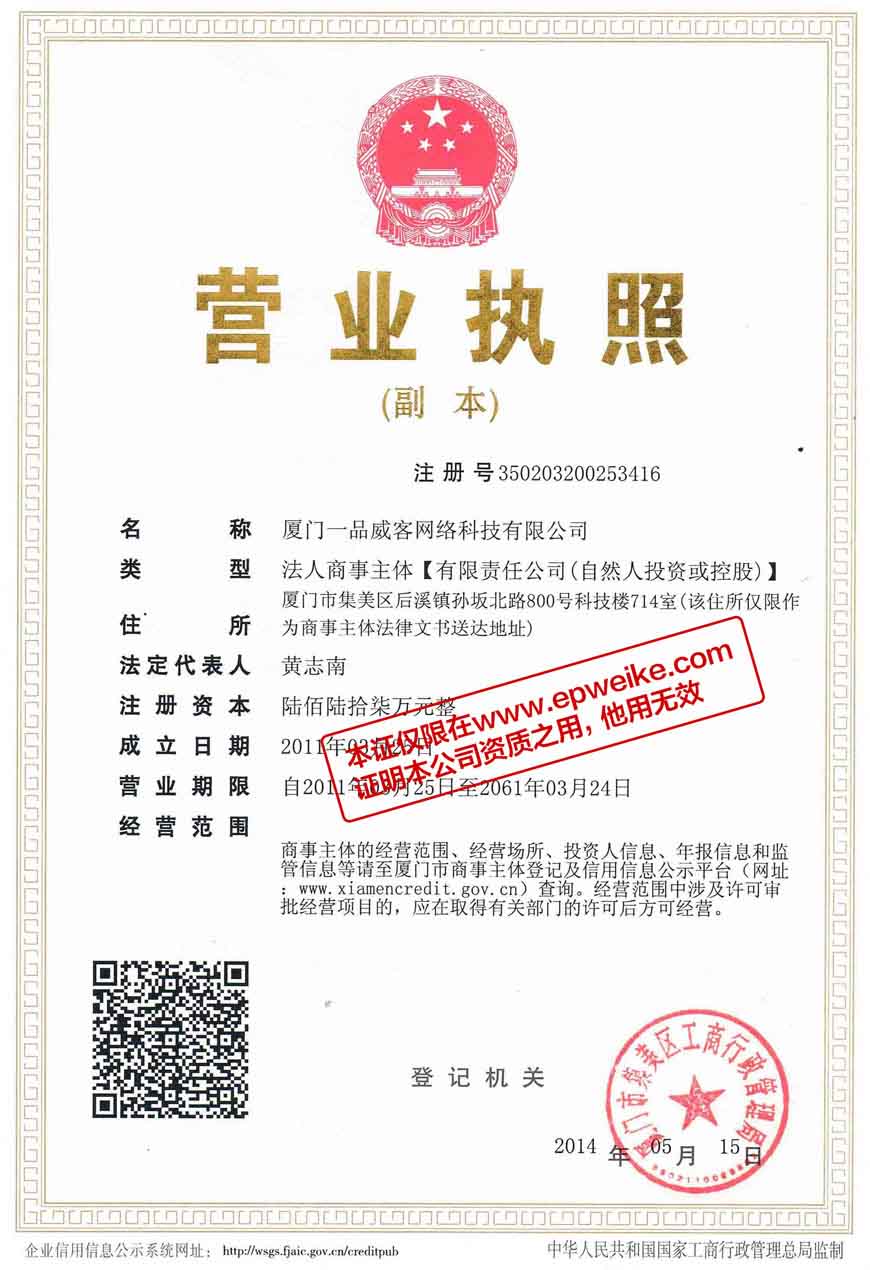 营业执照
(副 本)
注册号350203200253416
名称 厦门一品威客网络科技有限公司
类型 法人商事主体【有限责任公司(自然人投资或控股)】
住所 厦门市集美区后溪镇孙坂北路800号科技楼714室(该住所仅限作
为商事主体法律文书送达地址)
法定代表人 黄志南
注册资本 陆佰陆拾柒万元整
成立日期 2011年03月25日
营业期限 自2011年03月25日至2061年03月24日
经营范围
商事主体的经营范围、经营场所、投资人信息、年报信息和监
管信息等请至厦门市商事主体登记及信用信息公示平台(网址
：www.xiamencredit.gov.cn)查询。经营范围中涉及许可审
批经营项目的，应在取得有关部门的许可后方可经营。
本证仅限在www.epweike.com
证明本公司资质之用，他用无效
登记机关
厦门市集美区工商行政管理局
2014年05月15日
企业信用信息公示系统网址：http://wsgs.fjaic.gov.cn/creditpub
中华人民共和国国家工商行政管理总局监制